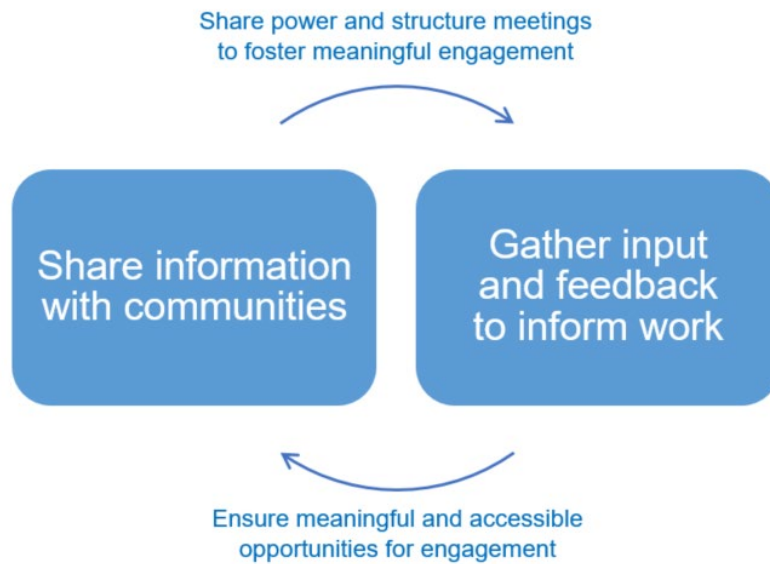 Share power and structure meetings
to foster meaningful engagement
Share information
with communities
Gather input
and feedback
to inform work
Ensure meaningful and accessible
opportunities for engagement